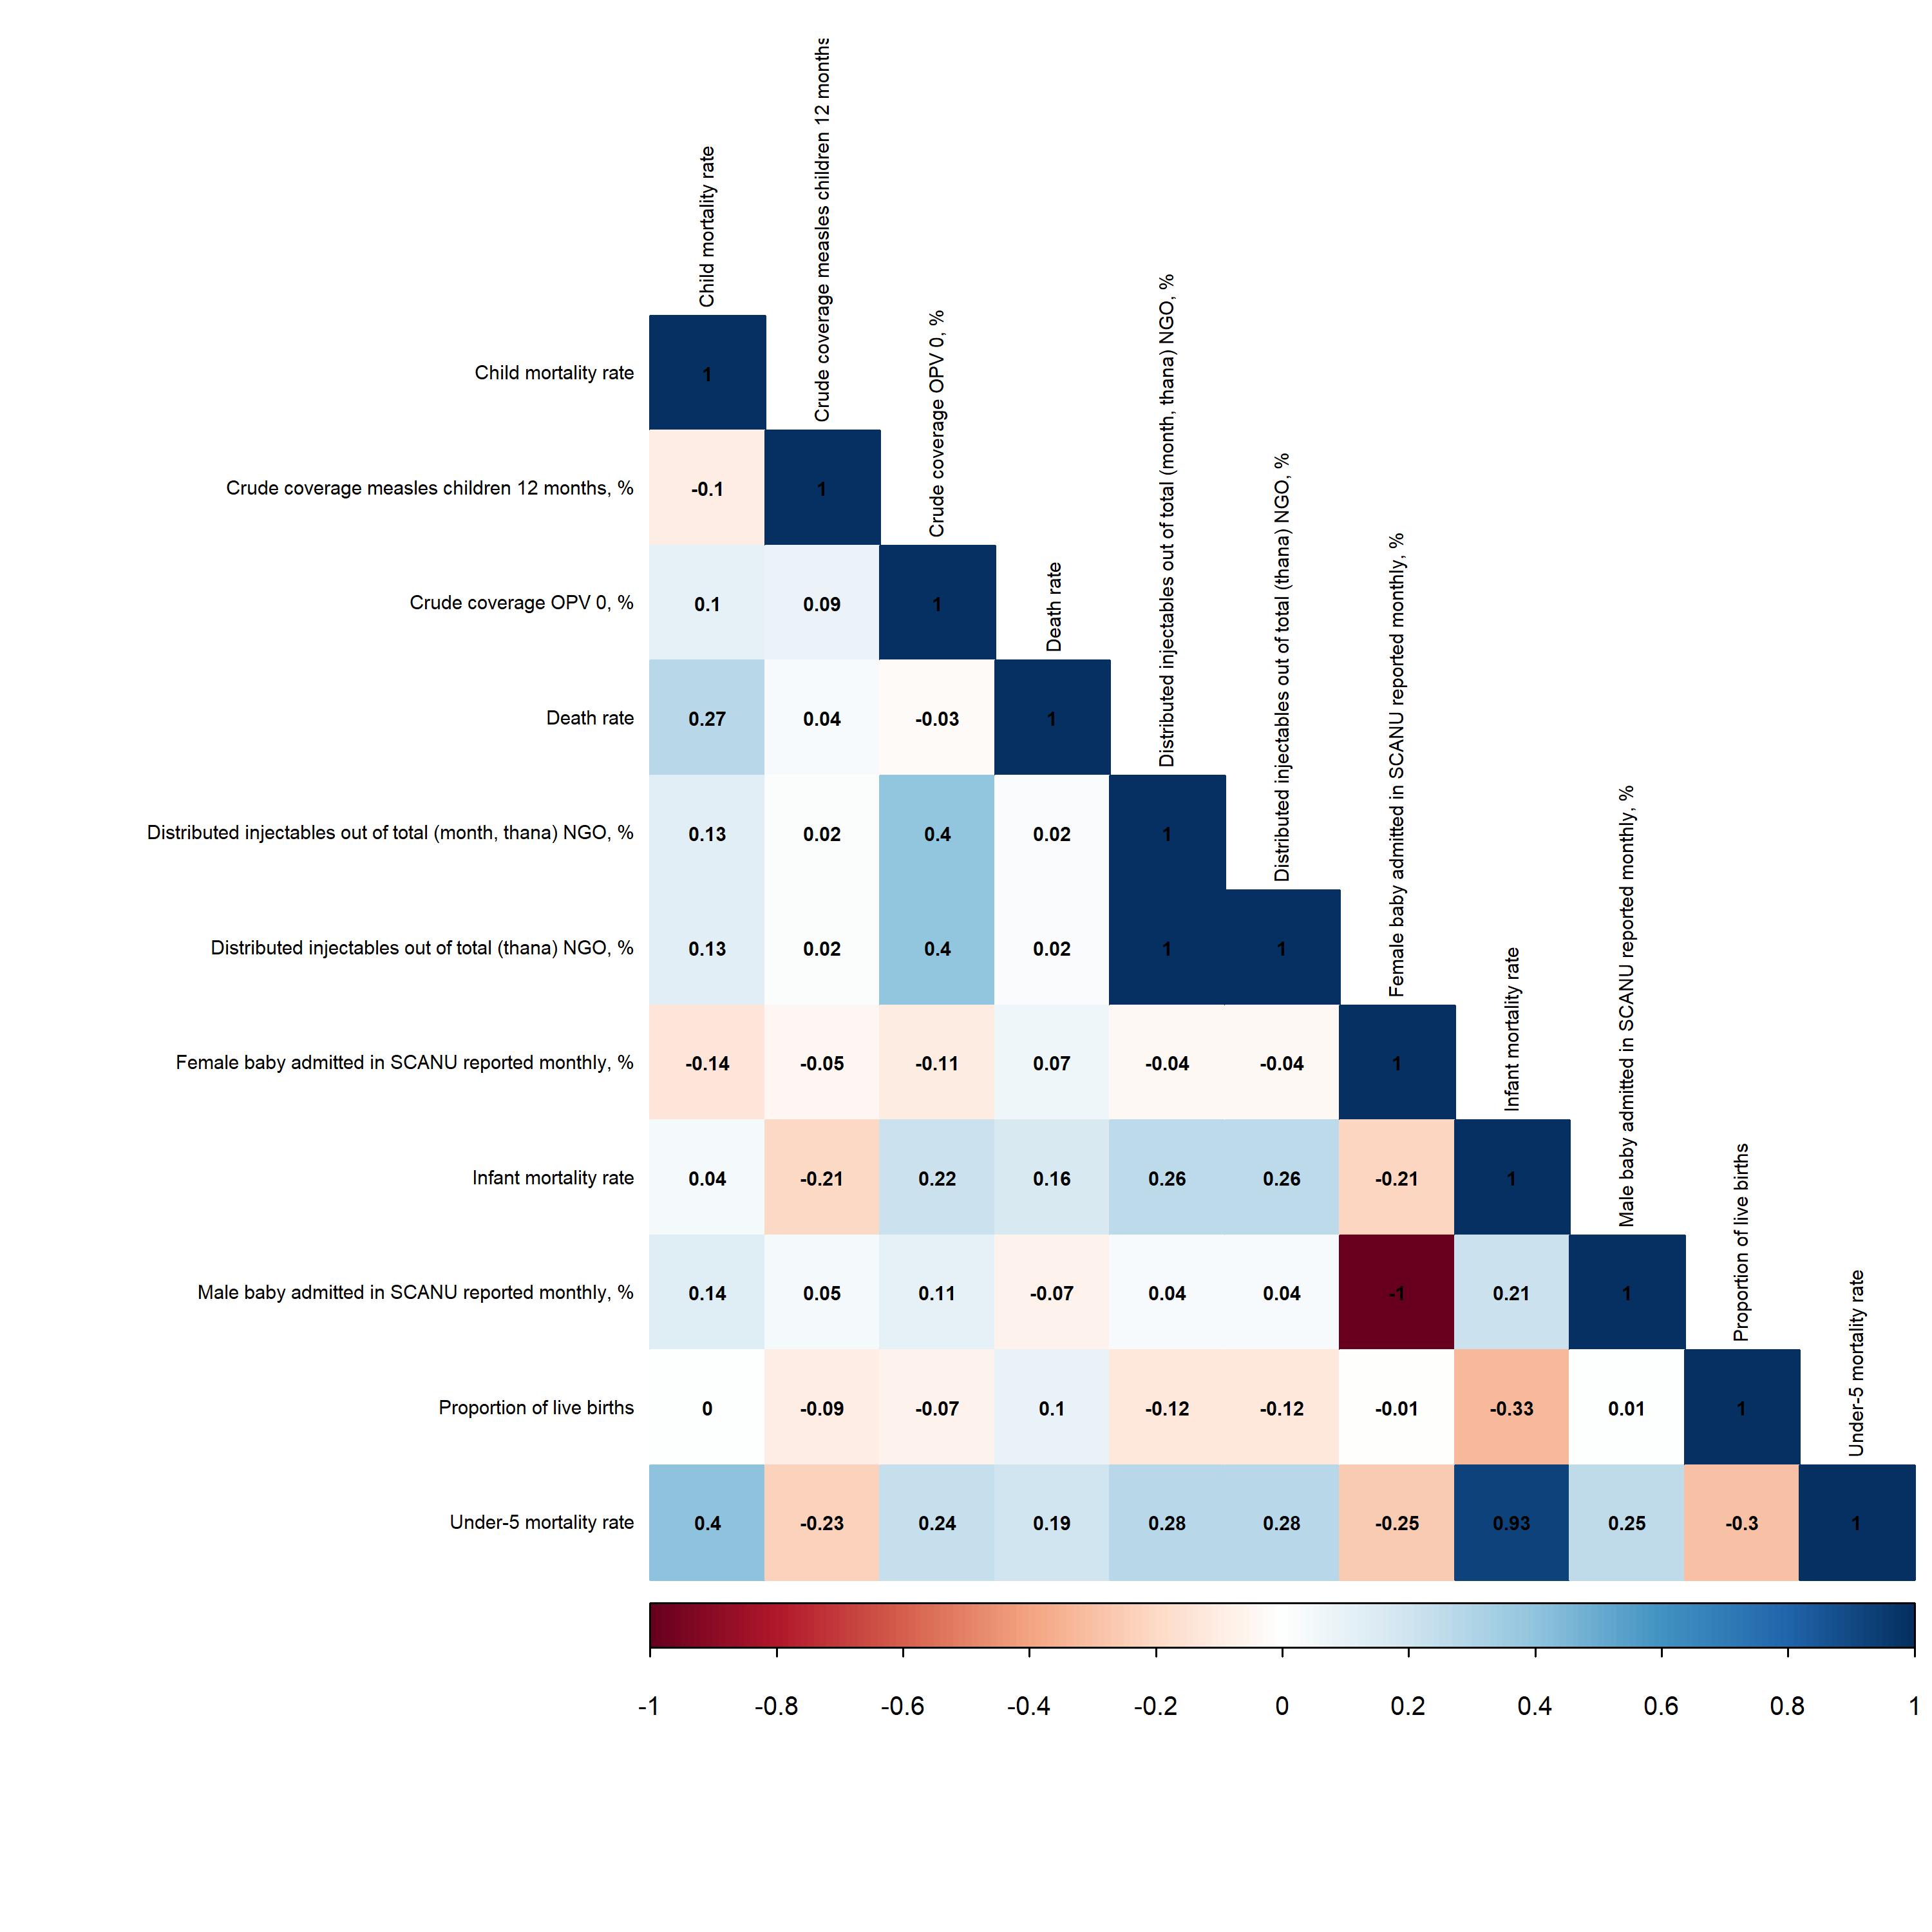 Child mortality rate
Crude coverage measles children 12 months
Crude coverage OPV 0, %
Death rate
Distributed injectables out of total (month, thana) NGO, %
Distributed injectables out of total (thana) NGO, %
Female baby admitted in SCANU reported monthly, %
Infant mortality rate
Male baby admitted in SCANU reported monthly, %
Proportion of live births
Under-5 mortality rate
Child mortality rate 1
Crude coverage measles children 12 months, % -0.1 1
Crude coverage OPV 0, % 0.1 0.09 1
Death rate 0.27 0.04 -0.03 1
Distributed injectables out of total (month, thana) NGO, % 0.13 0.02 0.4 0.02 1
Distributed injectables out of total (thana) NGO, % 0.13 0.02 0.4 0.02 1 1
Female baby admitted in SCANU reported monthly, % -0.14 -0.05 -0.11 0.07 -0.04 -0.04 1
Infant mortality rate 0.04 -0.21 0.22 0.16 0.26 0.26 -0.21 1
Male baby admitted in SCANU reported monthly, % 0.14 0.05 0.11 -0.07 0.04 0.04 -1 0.21 1
Proportion of live births 0 -0.09 -0.07 0.1 -0.12 -0.12 -0.01 -0.33 0.01 1
Under-5 mortality rate 0.4 -0.23 0.24 0.19 0.28 0.28 -0.25 0.93 0.25 -0.3 1
-1 -0.8 -0.6 -0.4 -0.2 0 0.2 0.4 0.6 0.8 1